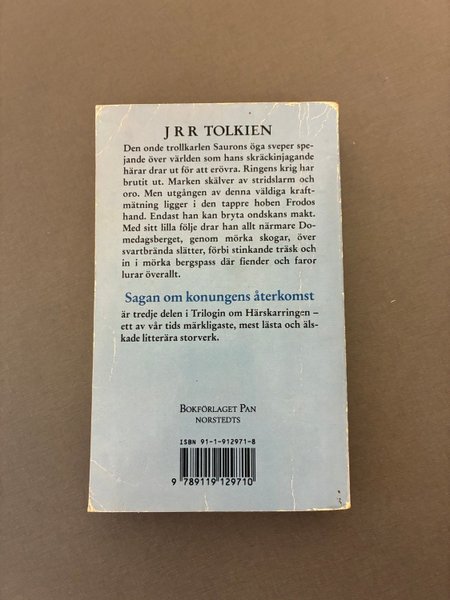 J R R TOLKIEN
Den onde trollkarlen Saurons öga sveper spe-
jande över världen som hans skräckinjagande
härar drar ut för att erövra. Ringens krig har
brutit ut. Marken skälver av stridslarm och
oro. Men utgången av denna väldiga kraft-
mätning ligger i den tappre hoben Frodos
hand. Endast han kan bryta ondskans makt.
Med sitt lilla följe drar han allt närmare Do-
medagsberget, genom mörka skogar, över
svartbrända slätter, förbi stinkande träsk och
in i mörka bergspass där fiender och faror
lurar överallt.
Sagan om konungens återkomst
är tredje delen i Trilogin om Härskarringen –
ett av vår tids märkligaste, mest lästa och äls-
kade litterära storverk.
BOKFÖRLAGET PAN
NORSTEDTS
ISBN 91-1-912971-8
9 789119 129710